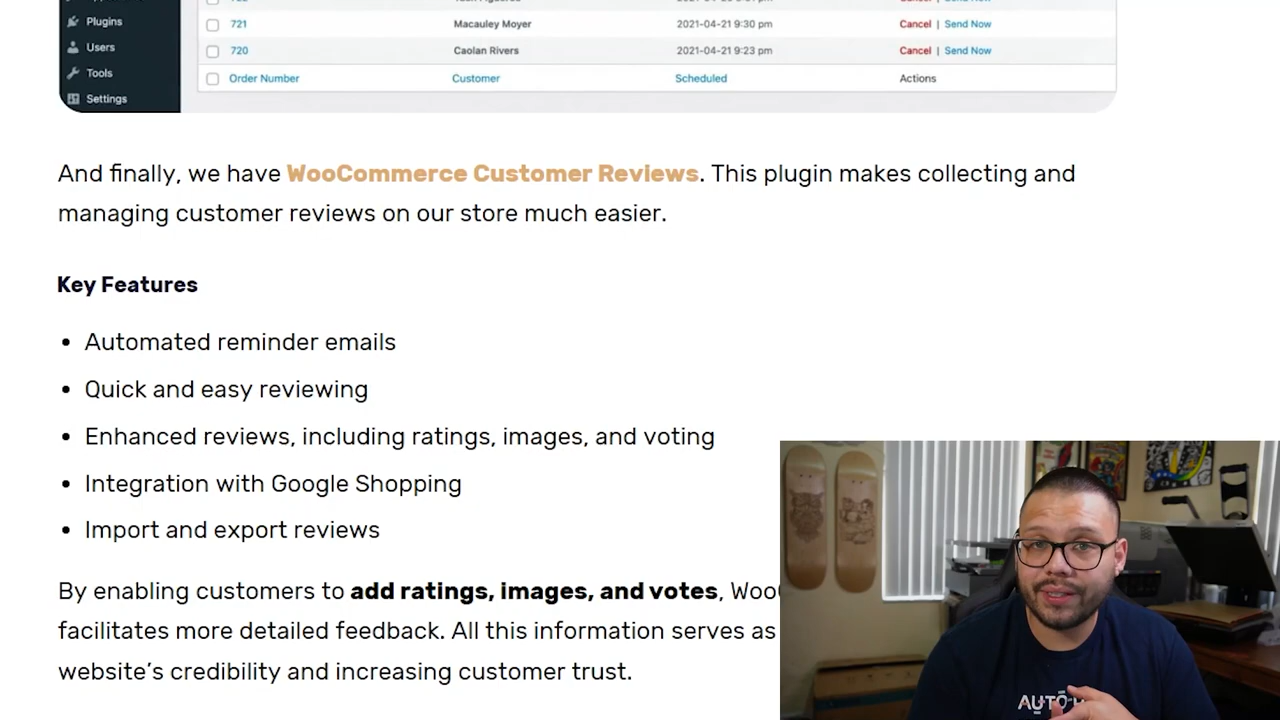 Plugins
Users
Tools
Settings
721 Macauley Moyer 2021-04-21 9:30 pm Cancel | Send Now
720 Caolan Rivers 2021-04-21 9:23 pm Cancel | Send Now
Order Number Customer Scheduled Actions
And finally, we have WooCommerce Customer Reviews. This plugin makes collecting and
managing customer reviews on our store much easier.
Key Features
• Automated reminder emails
• Quick and easy reviewing
• Enhanced reviews, including ratings, images, and voting
• Integration with Google Shopping
• Import and export reviews
By enabling customers to add ratings, images, and votes,
facilitates more detailed feedback. All this information serves as
website’s credibility and increasing customer trust.